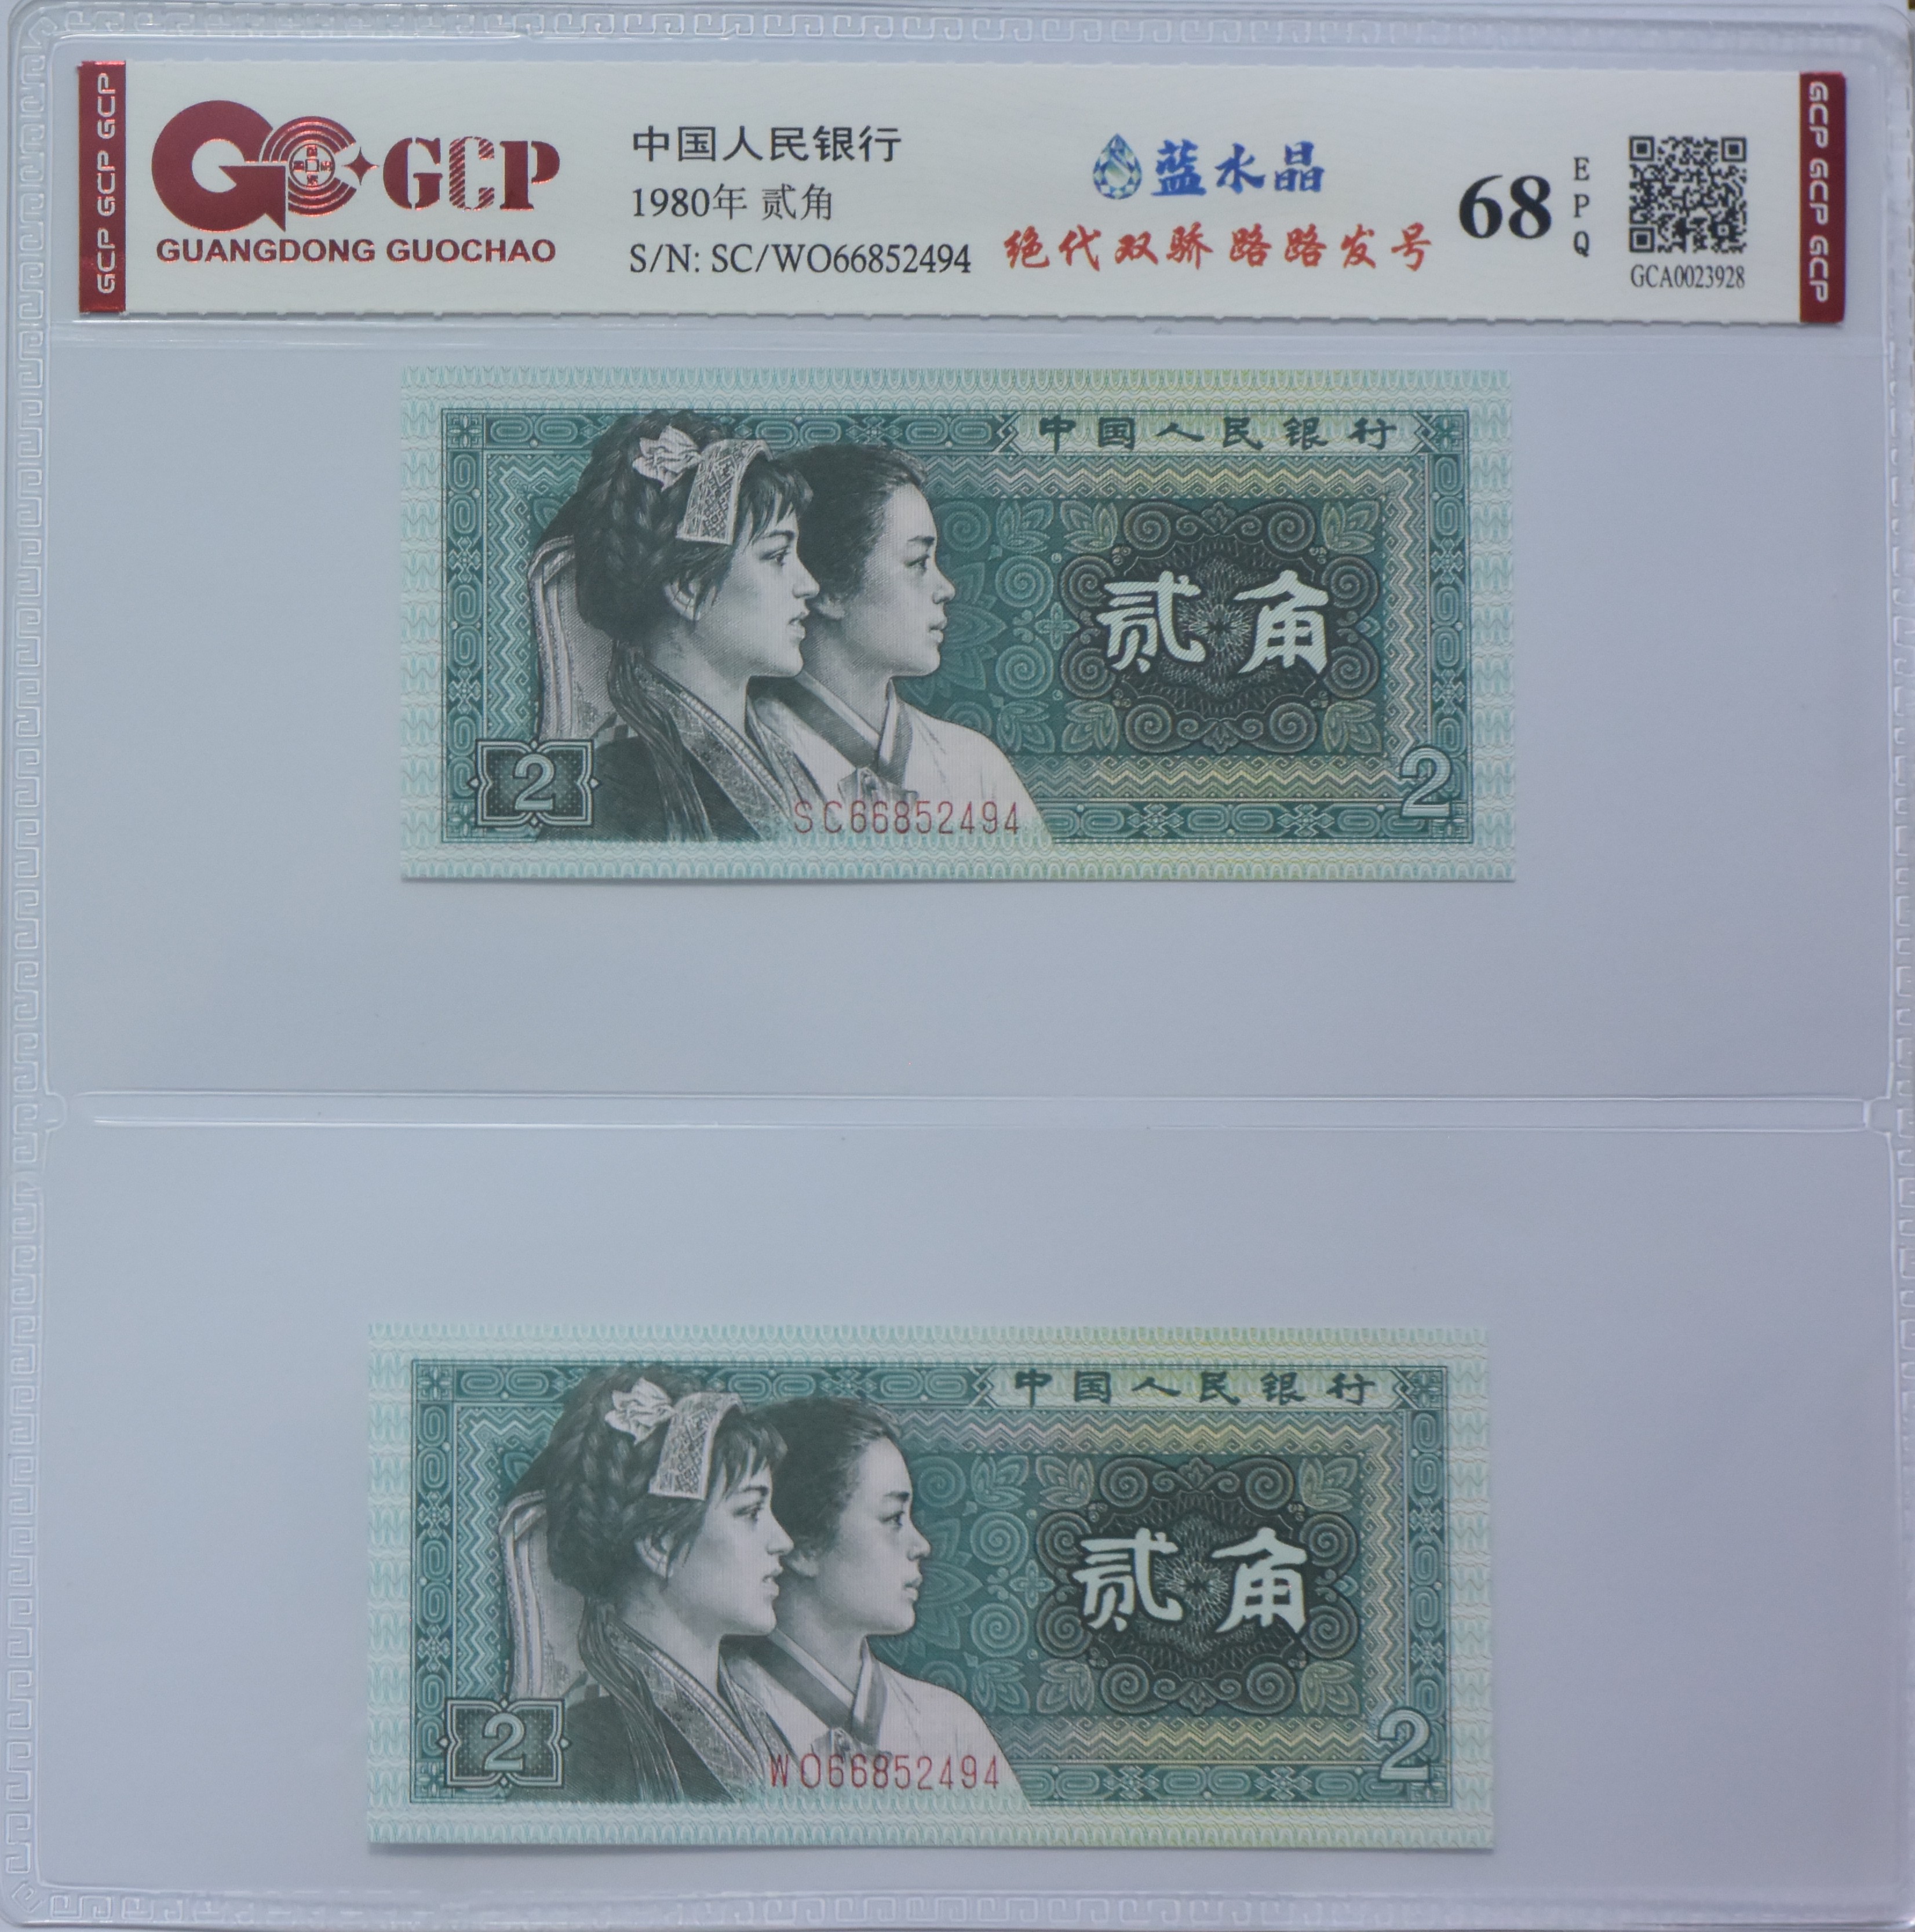 GCP GCP GCP
GCP
GUANGDONG GUOCHAO
中国人民银行
1980年 贰角
S/N: SC/WO66852494
蓝水晶
绝代双骄 路路发号
68
EPQ
GCA0023928
GCP GCP GCP
中国人民银行
贰角
2
SC66852494
2
中国人民银行
贰角
2
WO66852494
2